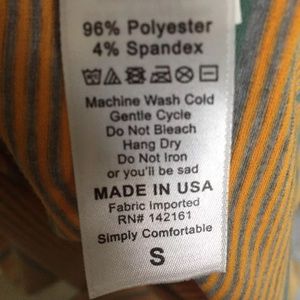 96% Polyester
4% Spandex
Machine Wash Cold
Gentle Cycle
Do Not Bleach
Hang Dry
Do Not Iron
or you'll be sad
MADE IN USA
Fabric Imported
RN# 142161
Simply Comfortable
S